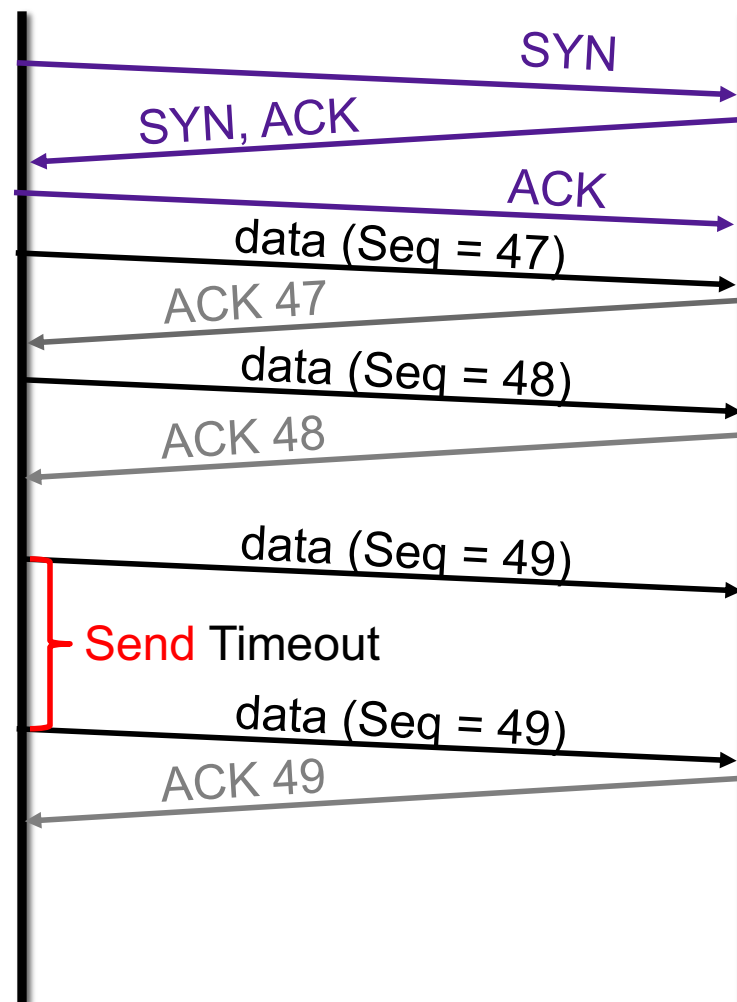 SYN
SYN, ACK
ACK
data (Seq = 47)
ACK 47
data (Seq = 48)
ACK 48
data (Seq = 49)
Send Timeout
data (Seq = 49)
ACK 49